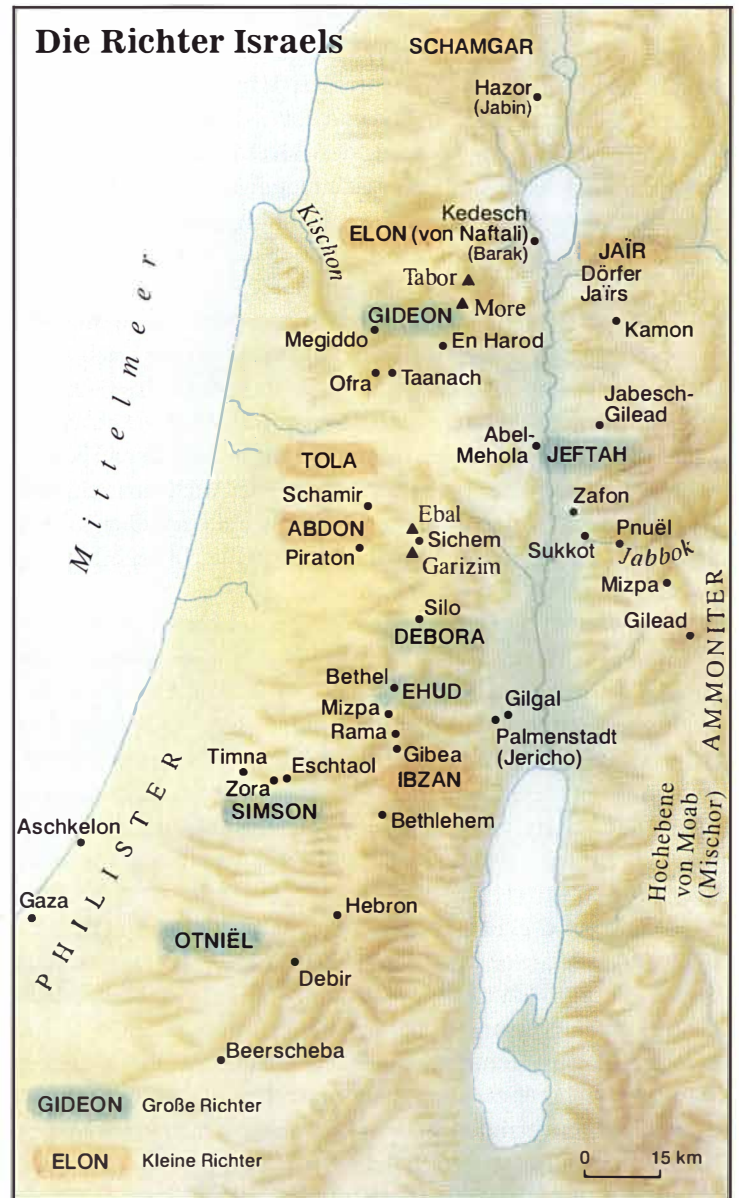 Die Richter Israels
SCHAMGAR
Hazor
(Jabin)
Kischon
Kedesch
ELON (von Naftali)
(Barak)
JAÏR
Dörfer
Jaïrs
Tabor
More
GIDEON
Kamon
Megiddo
En Harod
Ofra
Taanach
Mittelmeer
Jabesch-
Gilead
Abel-
Mehola
JEFTAH
TOLA
Schamir
Zafon
ABDON
Ebal
Sichem
Piraton
Garizim
Sukkot
Pnuël
Jabbok
Mizpa
Silo
DEBORA
Gilead
AMMONITER
Bethel
EHUD
Mizpa
Gilgal
Rama
Palmenstadt
(Jericho)
Gibea
IBZAN
Timna
Eschtaol
Zora
SIMSON
Bethlehem
Hochebene
von Moab
(Mischor)
Aschkelon
PHILISTER
Gaza
Hebron
OTNIËL
Debir
Beerscheba
GIDEON Große Richter
ELON Kleine Richter
0 15 km